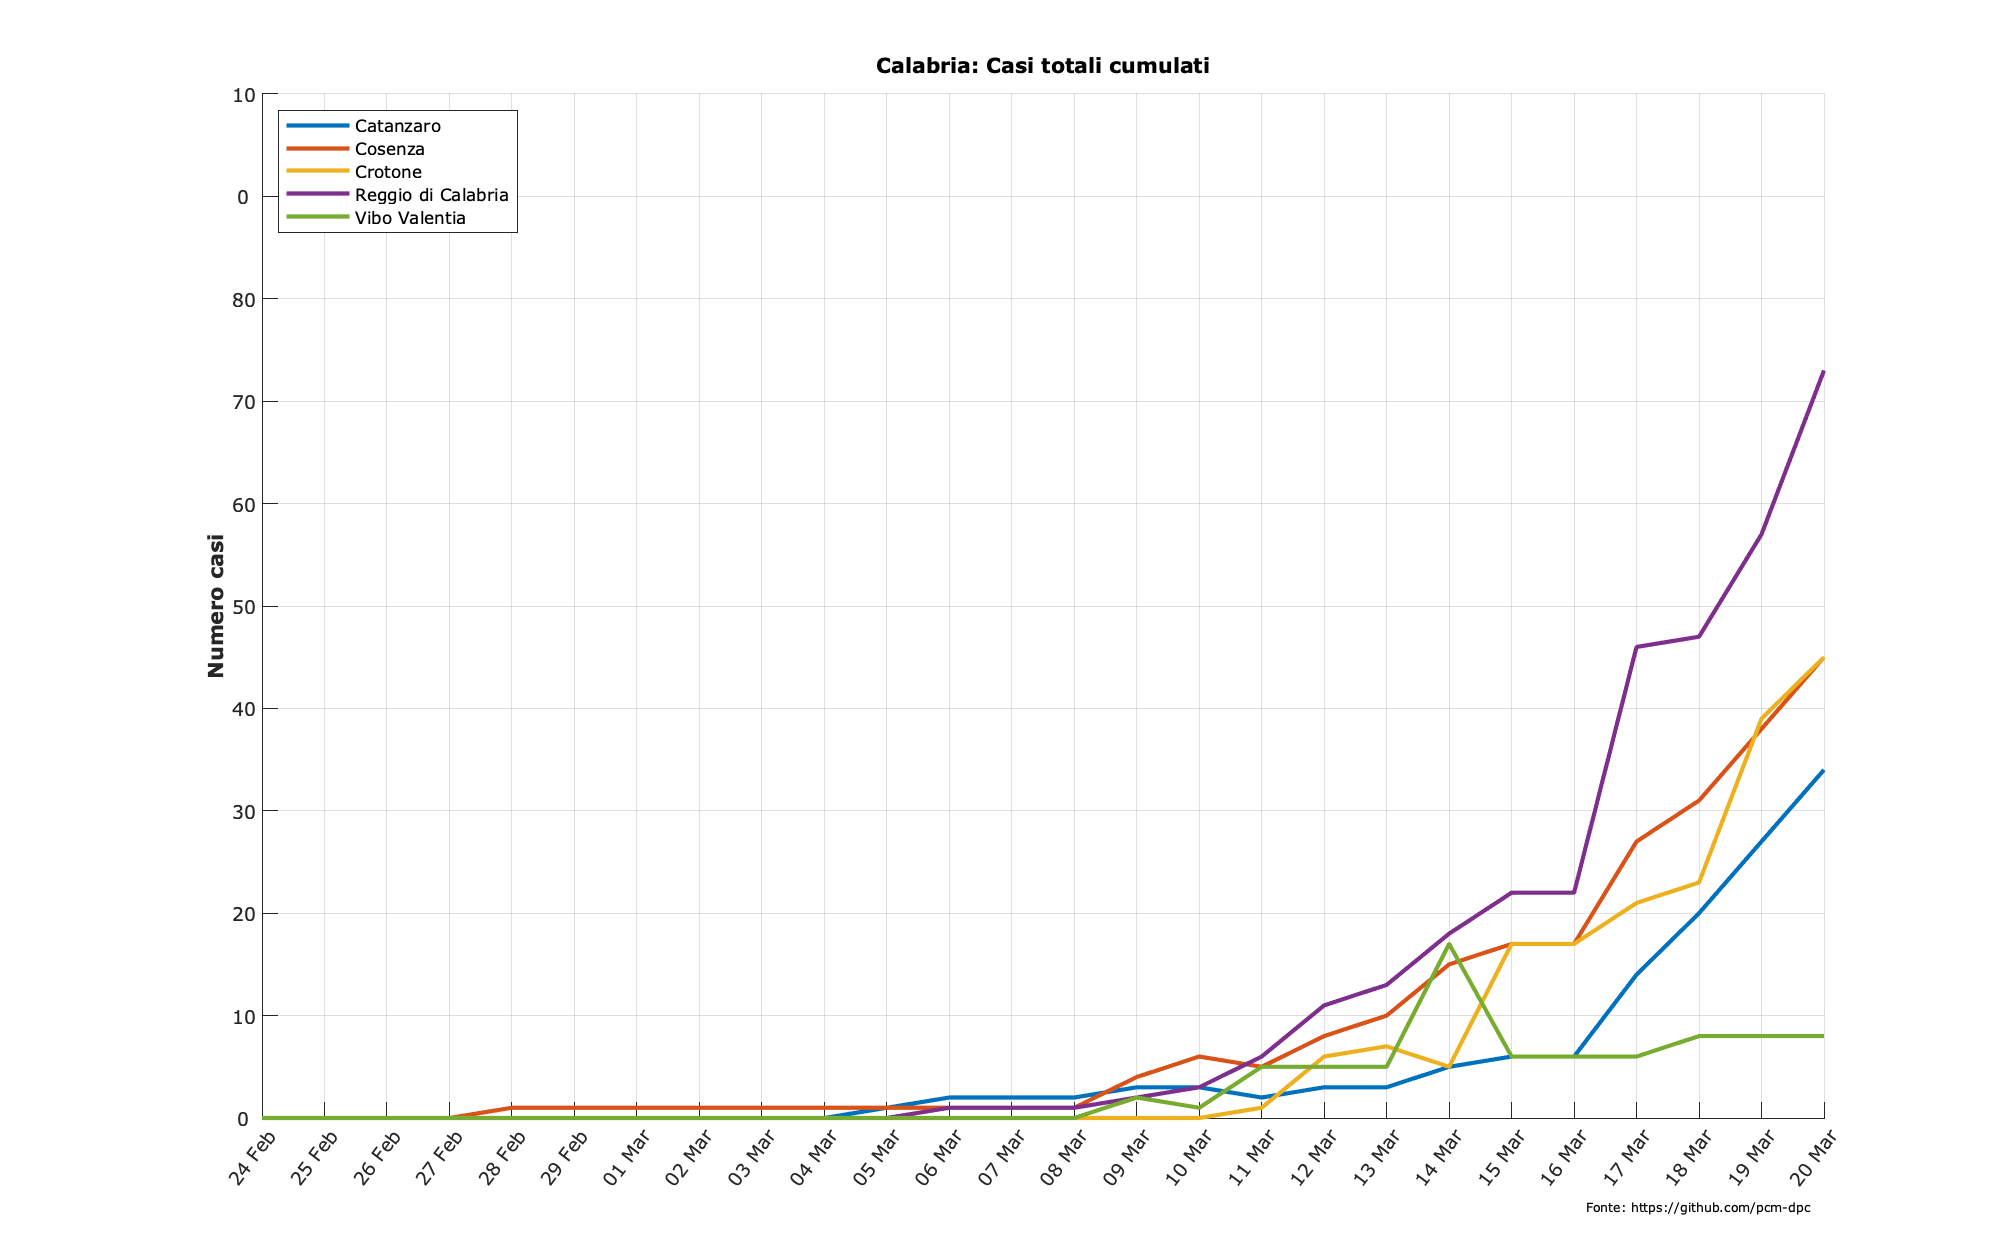 Calabria: Casi totali cumulati
10
0
80
70
60
50
40
30
20
10
0
Numero casi
Catanzaro
Cosenza
Crotone
Reggio di Calabria
Vibo Valentia
24 Feb
25 Feb
26 Feb
27 Feb
28 Feb
29 Feb
01 Mar
02 Mar
03 Mar
04 Mar
05 Mar
06 Mar
07 Mar
08 Mar
09 Mar
10 Mar
11 Mar
12 Mar
13 Mar
14 Mar
15 Mar
16 Mar
17 Mar
18 Mar
19 Mar
20 Mar
Fonte: https://github.com/pcm-dpc